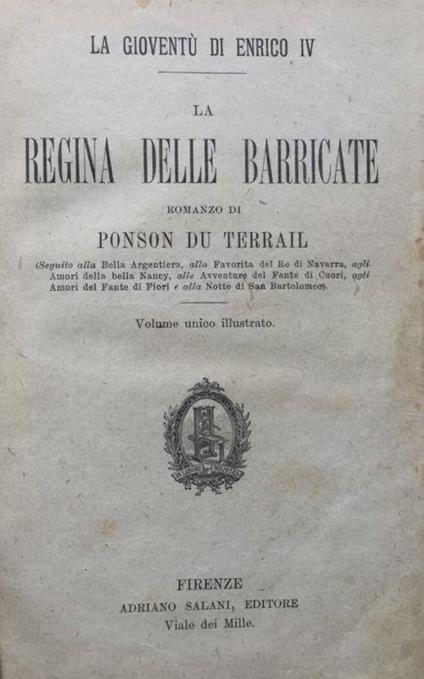 LA GIOVENTÙ DI ENRICO IV
LA
REGINA DELLE BARRICATE
ROMANZO DI
PONSON DU TERRAIL
(Seguito alla Bella Argentiera, alla Favorita del Re di Navarra, agli
Amori della bella Nancy, alle Avventure del Fante di Cuori, agli
Amori del Fante di Fiori e alla Notte di San Bartolomeo).
Volume unico illustrato.
FIRENZE
ADRIANO SALANI, EDITORE
Viale dei Mille.